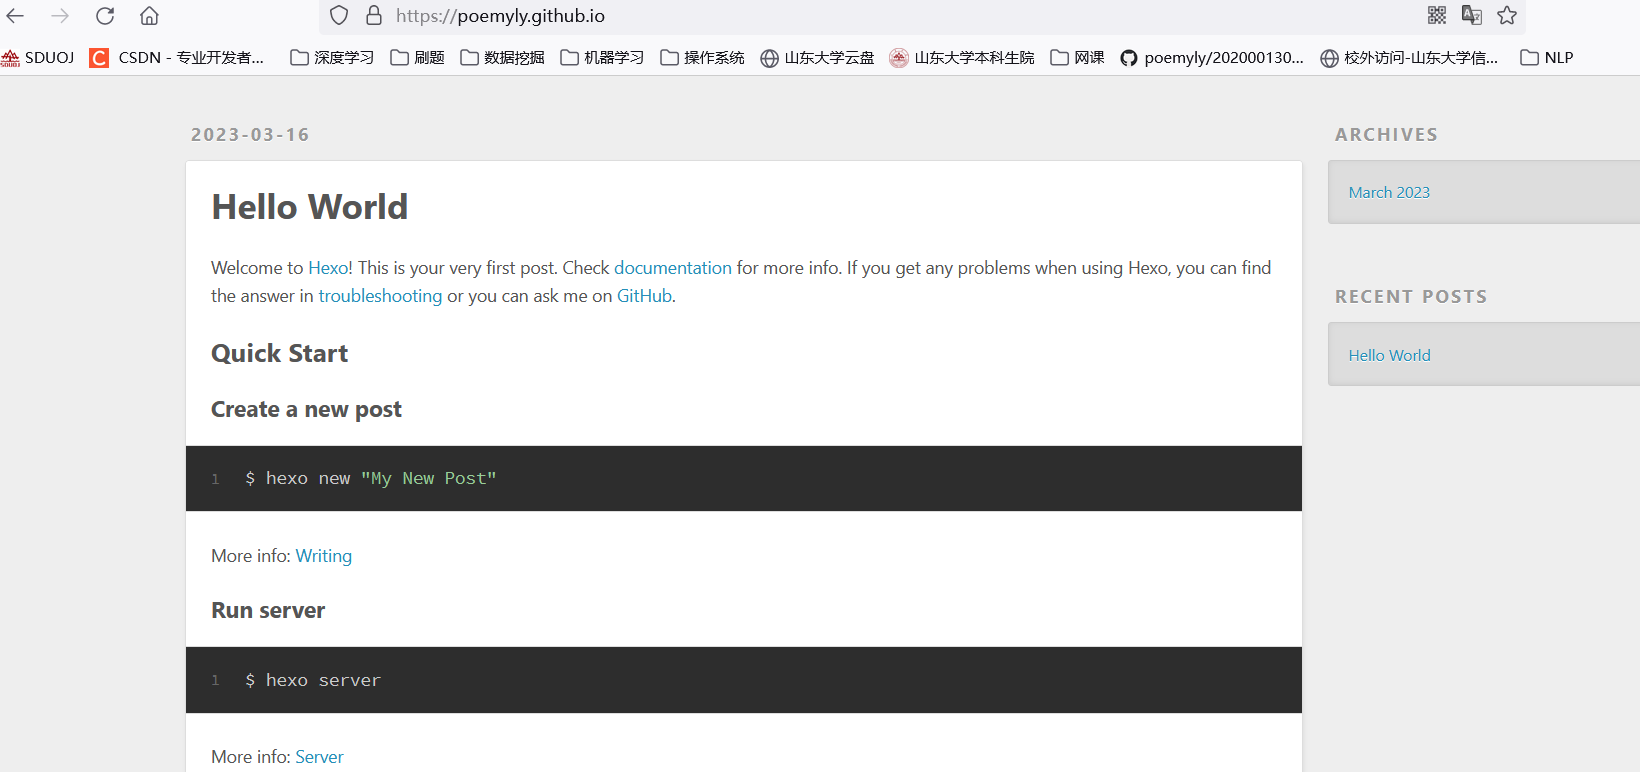 https://poemyly.github.io
SDUOJ CSDN - 专业开发者... 深度学习 刷题 数据挖掘 机器学习 操作系统 山东大学云盘 山东大学本科生院 网课 poemyly/202000130... 校外访问-山东大学信... NLP
2023-03-16
Hello World
Welcome to Hexo! This is your very first post. Check documentation for more info. If you get any problems when using Hexo, you can find
the answer in troubleshooting or you can ask me on GitHub.
Quick Start
Create a new post
1 $ hexo new "My New Post"
More info: Writing
Run server
1 $ hexo server
More info: Server
ARCHIVES
March 2023
RECENT POSTS
Hello World